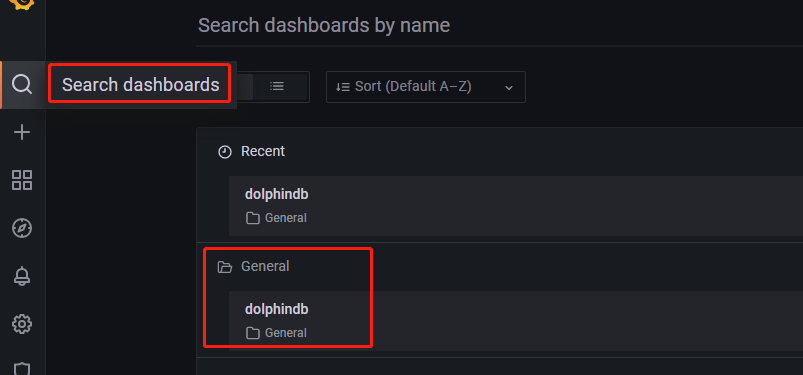 Search dashboards by name
Search dashboards
Sort (Default A–Z)
Recent
dolphindb
General
General
dolphindb
General